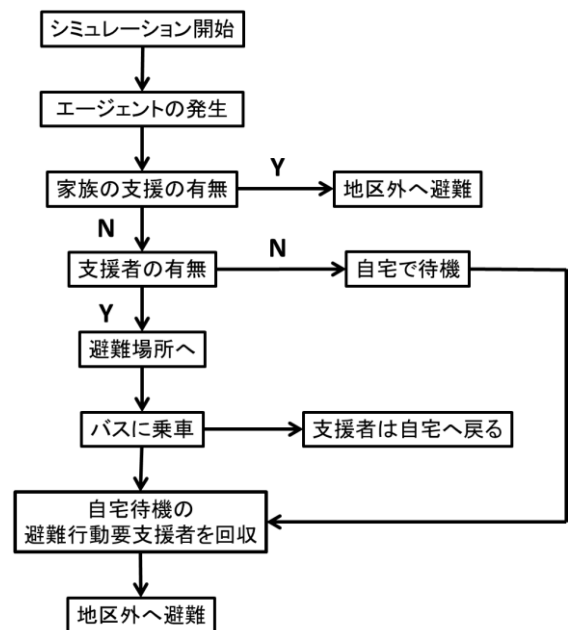 シミュレーション開始
エージェントの発生
家族の支援の有無
Y
地区外へ避難
N
支援者の有無
N
自宅で待機
Y
避難場所へ
バスに乗車
支援者は自宅へ戻る
自宅待機の
避難行動要支援者を回収
地区外へ避難